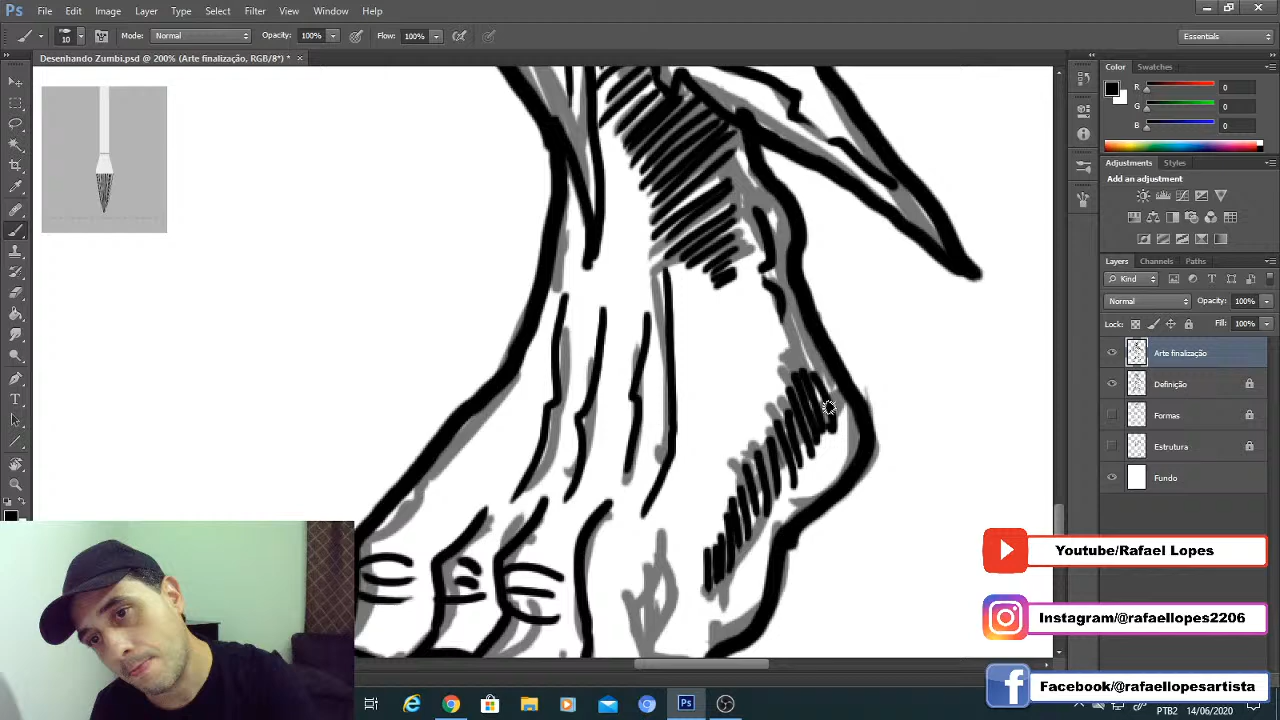 Ps File Edit Image Layer Type Select Filter View Window Help
10 Mode: Normal Opacity: 100% Flow: 100% Essentials
Desenhando Zumbi.psd @ 200% (Arte finalização, RGB/8*) * ×
Color Swatches
R 0
G 0
B 0
Adjustments Styles
Add an adjustment
Layers Channels Paths
Kind
Normal Opacity: 100%
Lock: Fill: 100%
Arte finalização
Definição
Formas
Estrutura
Fundo
Youtube/Rafael Lopes
Instagram/@rafaellopes2206
Facebook/@rafaellopesartista
Ps
PTB2 14/06/2020